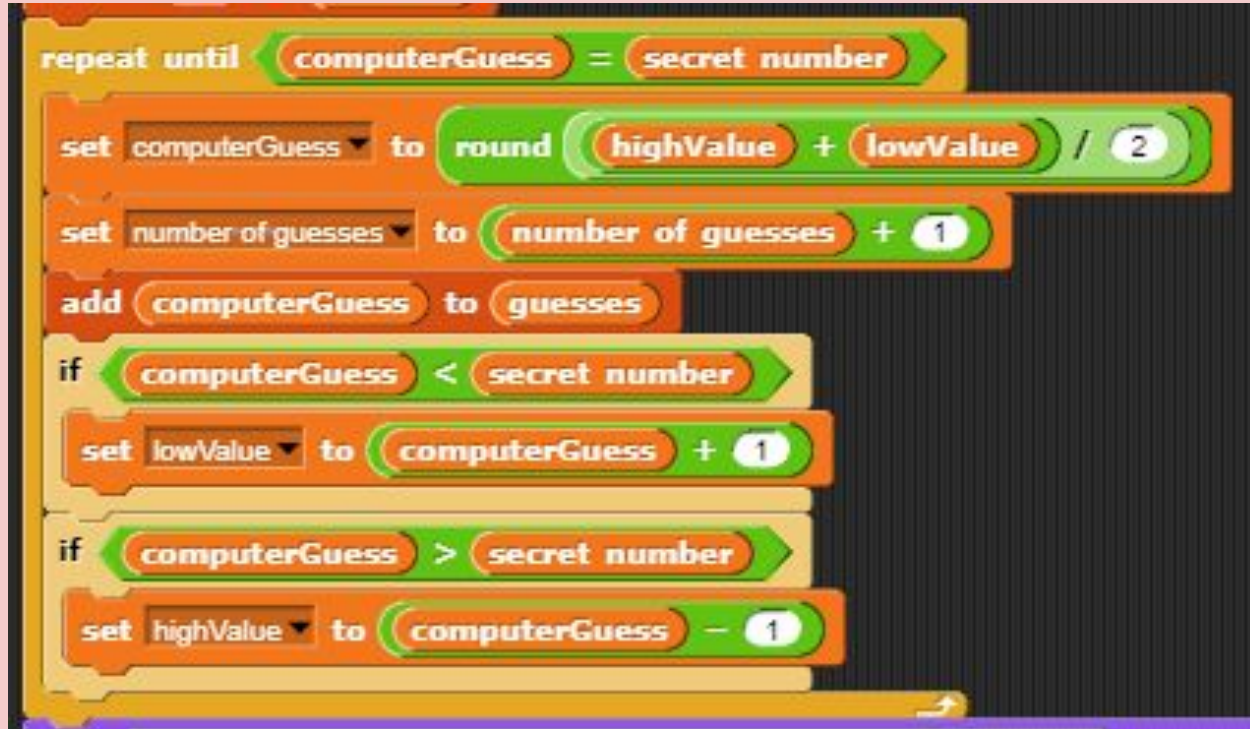 repeat until computerGuess = secret number
set computerGuess to round highValue + lowValue / 2
set number of guesses to number of guesses + 1
add computerGuess to guesses
if computerGuess < secret number
set lowValue to computerGuess + 1
if computerGuess > secret number
set highValue to computerGuess - 1